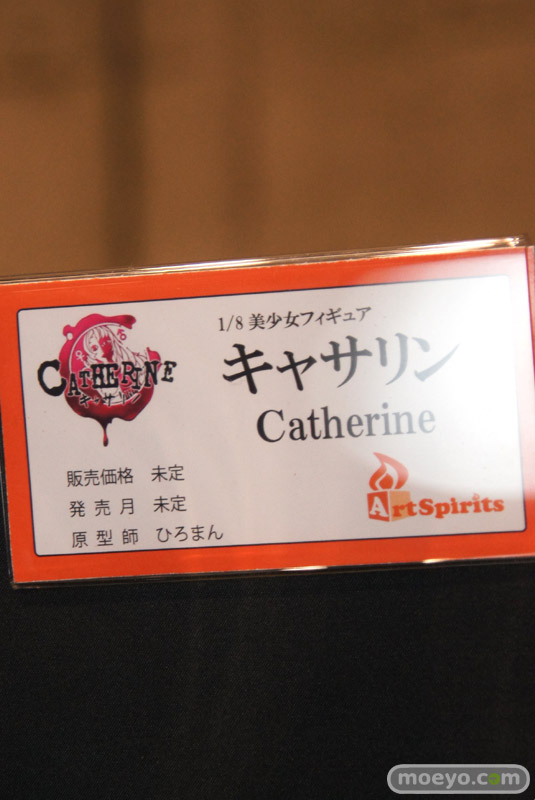 1/8 美少女フィギュア
キャサリン
Catherine
CATHERINE
キャサリン
販売価格 未定
発売月 未定
原型師 ひろまん
ArtSpirits
moeyo.com